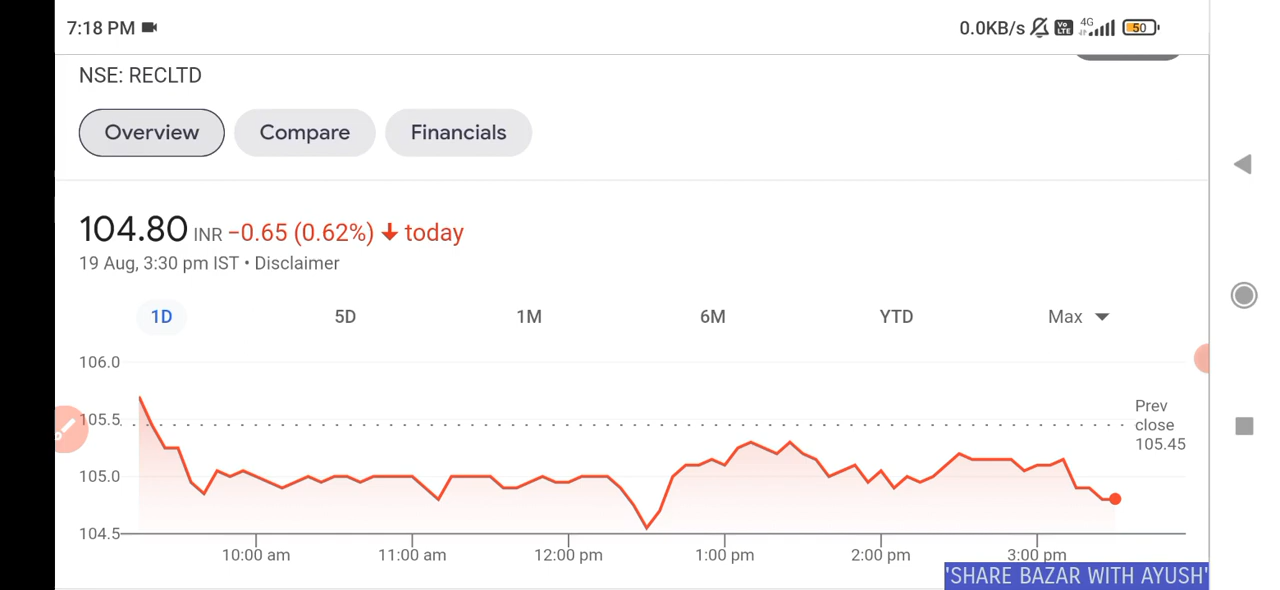 7:18 PM
0.0KB/s Vo LTE 4G 50
NSE: RECLTD
Overview Compare Financials
104.80 INR −0.65 (0.62%) ↓ today
19 Aug, 3:30 pm IST • Disclaimer
1D 5D 1M 6M YTD Max
106.0
105.5
105.0
104.5
Prev
close
105.45
10:00 am 11:00 am 12:00 pm 1:00 pm 2:00 pm 3:00 pm
'SHARE BAZAR WITH AYUSH'